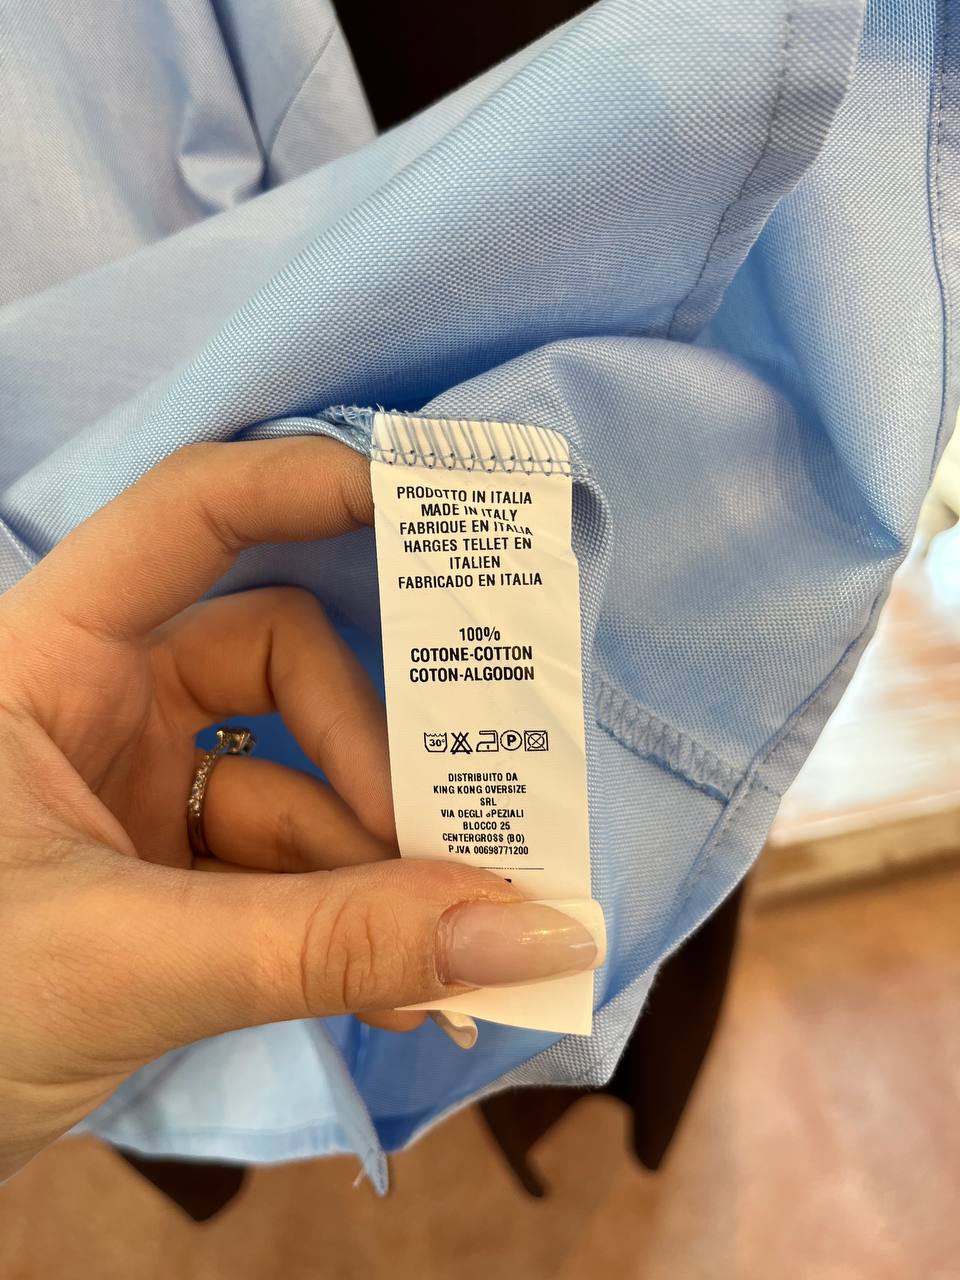 PRODOTTO IN ITALIA
MADE IN ITALY
FABRIQUE EN ITALIA
HARGES TELLET EN
ITALIEN
FABRICADO EN ITALIA
100%
COTONE-COTTON
COTON-ALGODON
30°
P
DISTRIBUITO DA
KING KONG OVERSIZE
SRL
VIA DEGLI SPEZIALI
BLOCCO 25
CENTERGROSS (BO)
P.IVA 00698771200